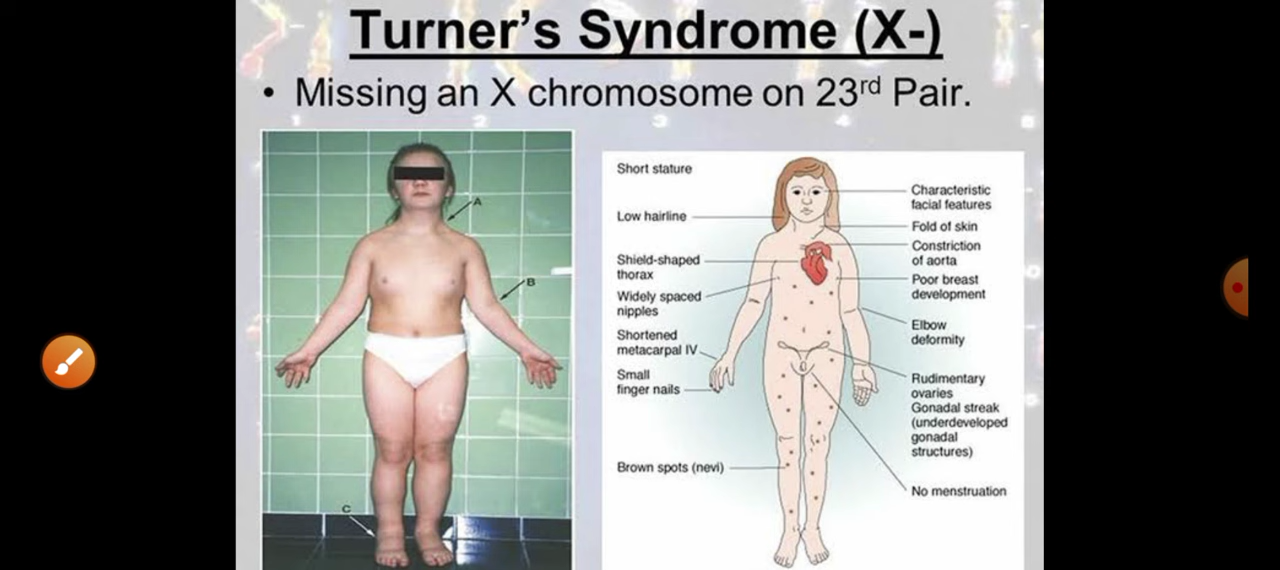 Turner's Syndrome (X-)
• Missing an X chromosome on 23rd Pair.
A
B
C
Short stature
Low hairline
Shield-shaped
thorax
Widely spaced
nipples
Shortened
metacarpal IV
Small
finger nails
Brown spots (nevi)
Characteristic
facial features
Fold of skin
Constriction
of aorta
Poor breast
development
Elbow
deformity
Rudimentary
ovaries
Gonadal streak
(underdeveloped
gonadal
structures)
No menstruation